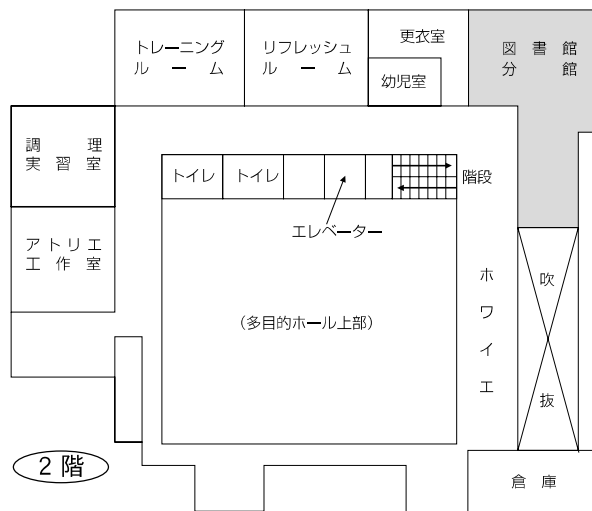 トレーニング
ルーム
リフレッシュ
ルーム
更衣室
幼児室
図書館
分館
調理
実習室
トイレ
トイレ
階段
エレベーター
アトリエ
工作室
(多目的ホール上部)
ホワイエ
吹抜
2階
倉庫